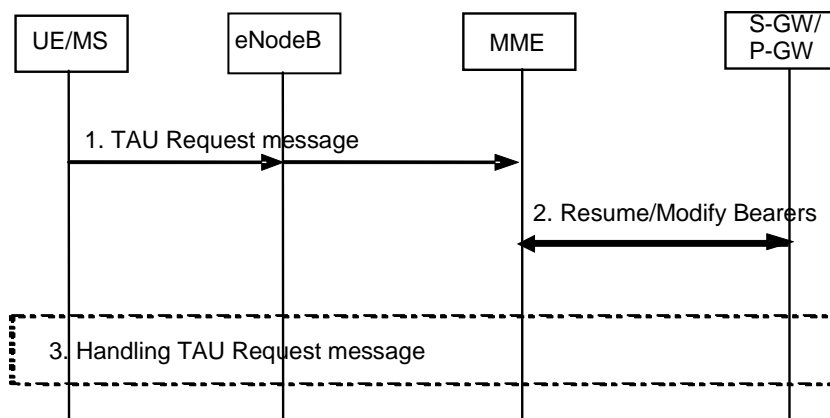 UE/MS
eNodeB
MME
S-GW/
P-GW
1. TAU Request message
2. Resume/Modify Bearers
3. Handling TAU Request message